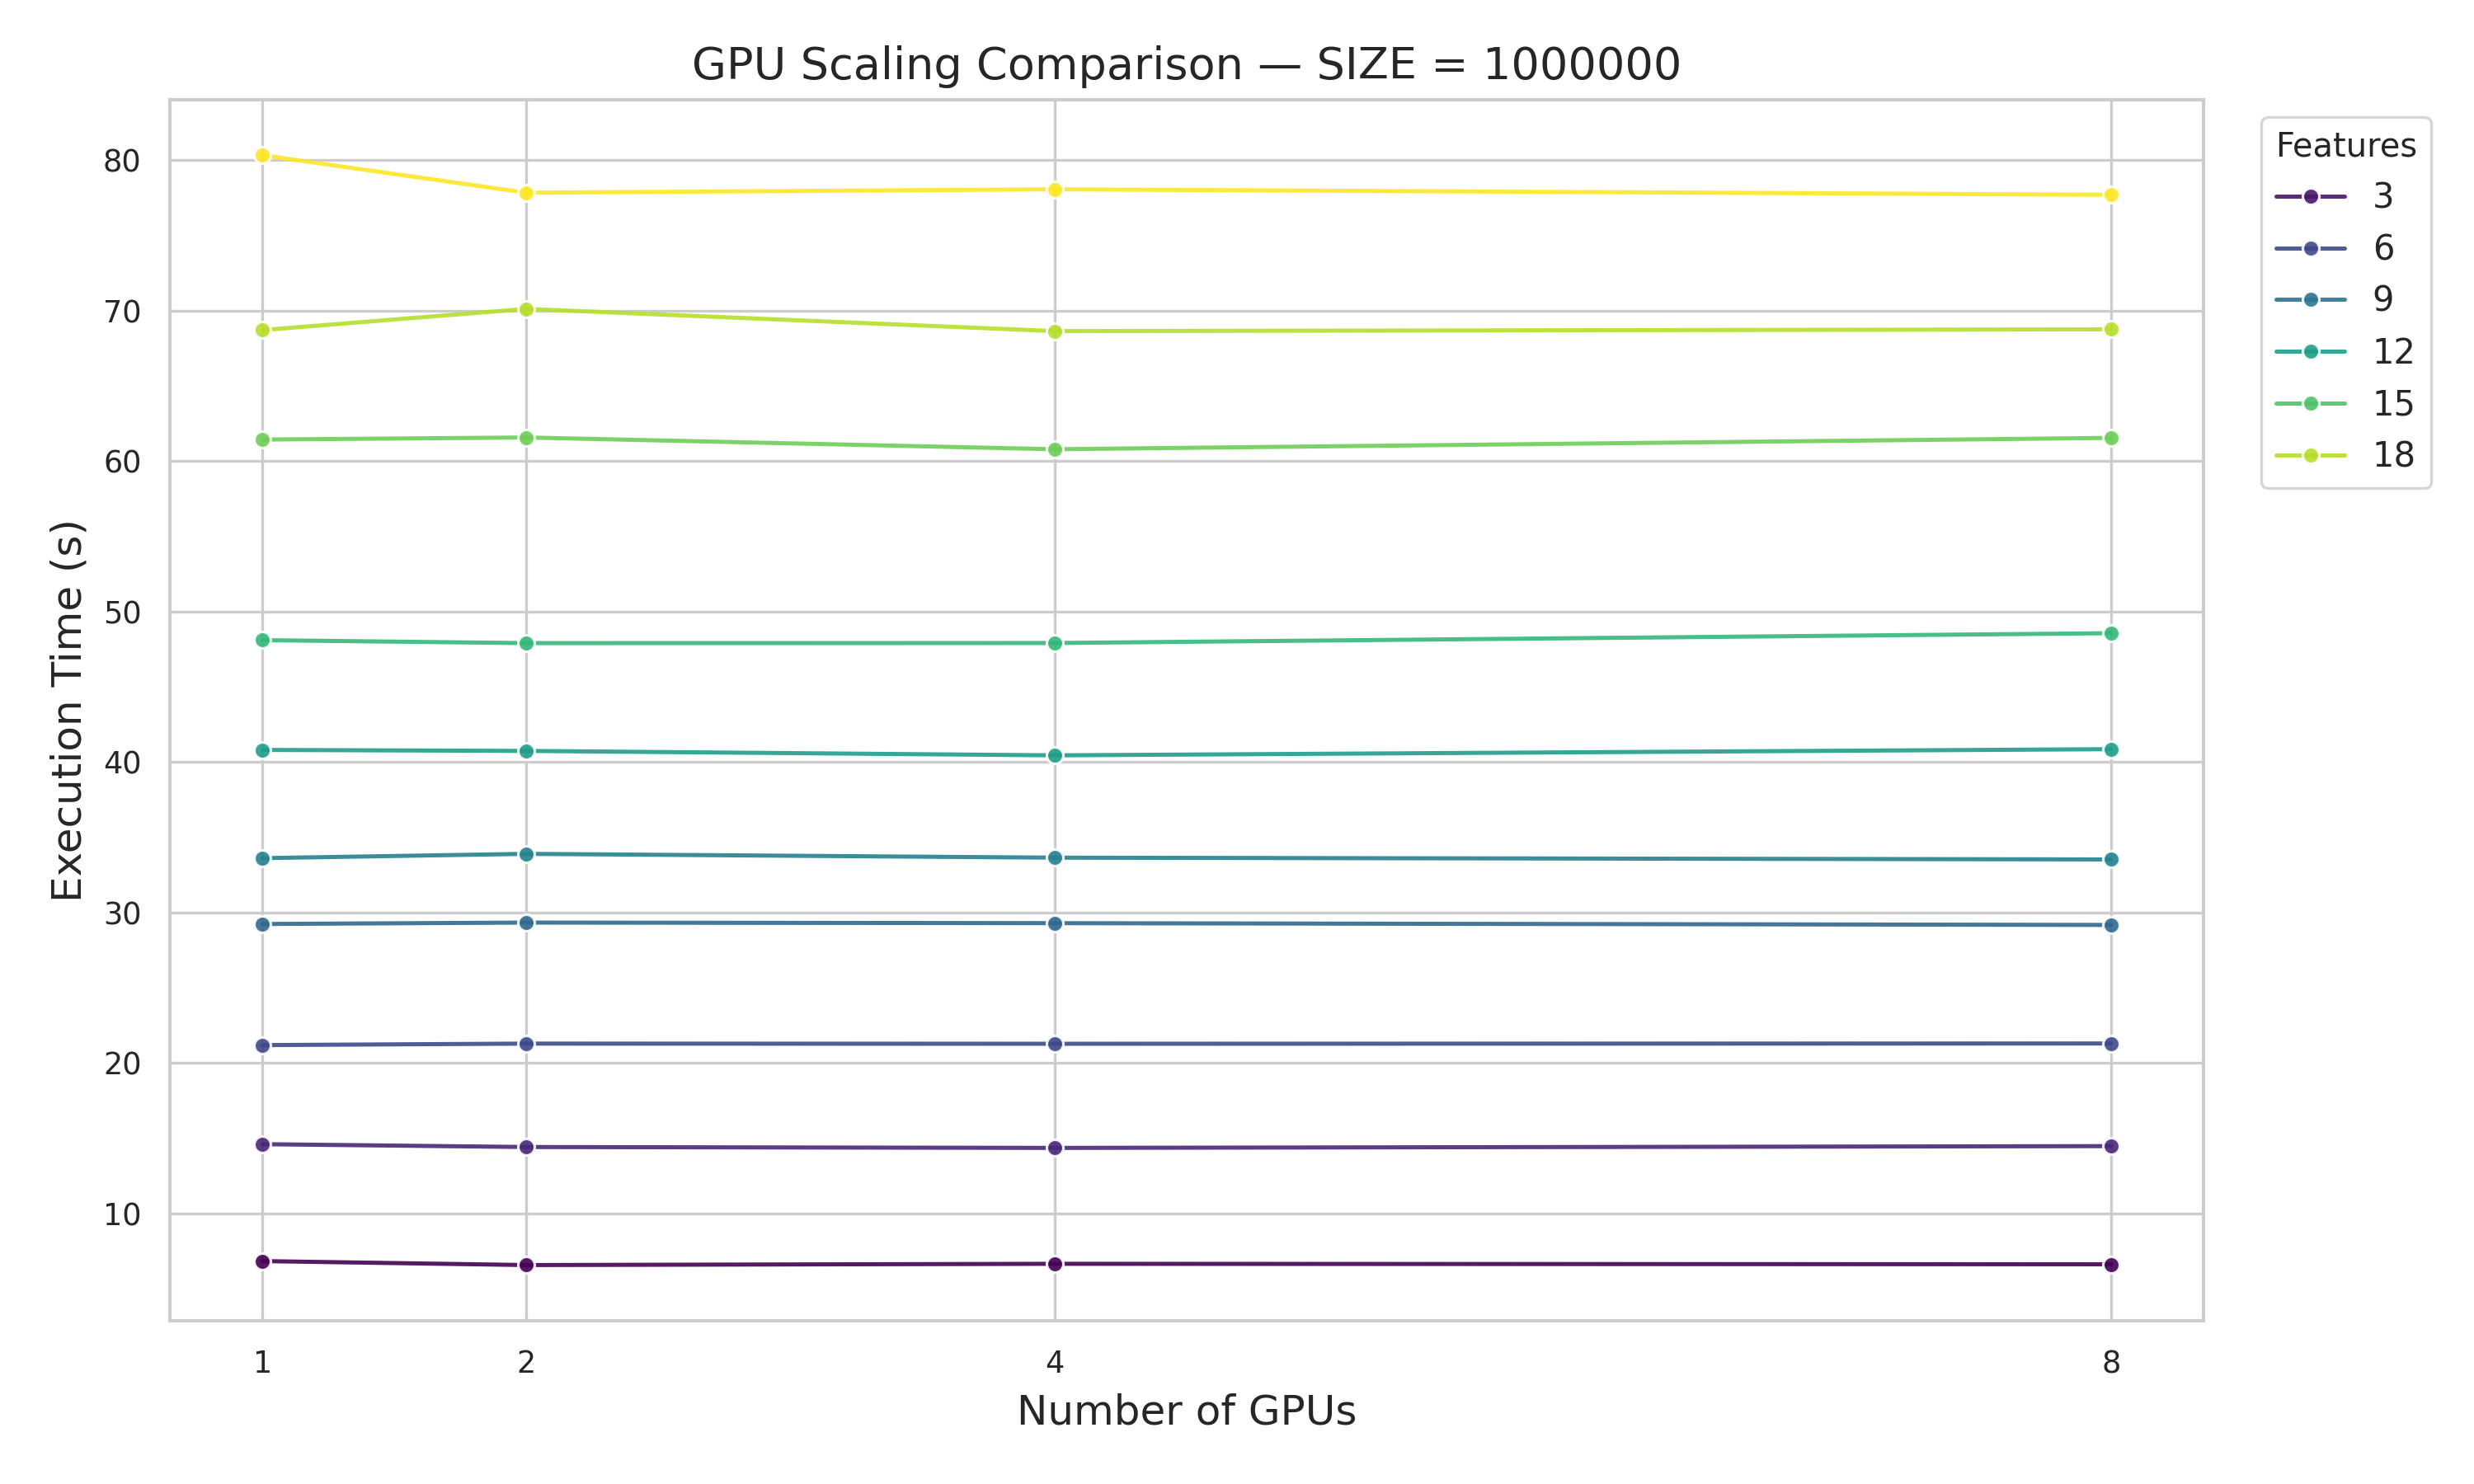 GPU Scaling Comparison — SIZE = 1000000
Features
3
6
9
12
15
18
Execution Time (s)
80
70
60
50
40
30
20
10
1 2 4 8
Number of GPUs